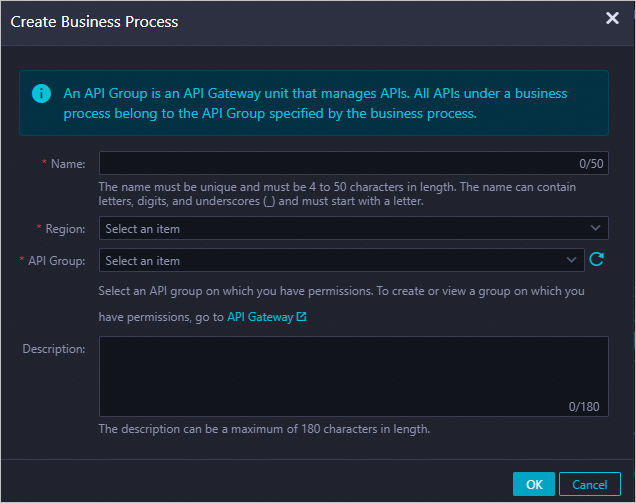 Create Business Process
An API Group is an API Gateway unit that manages APIs. All APIs under a business
process belong to the API Group specified by the business process.
* Name:
0/50
The name must be unique and must be 4 to 50 characters in length. The name can contain
letters, digits, and underscores (_) and must start with a letter.
* Region: Select an item
* API Group: Select an item
Select an API group on which you have permissions. To create or view a group on which you
have permissions, go to API Gateway
Description:
0/180
The description can be a maximum of 180 characters in length.
OK Cancel